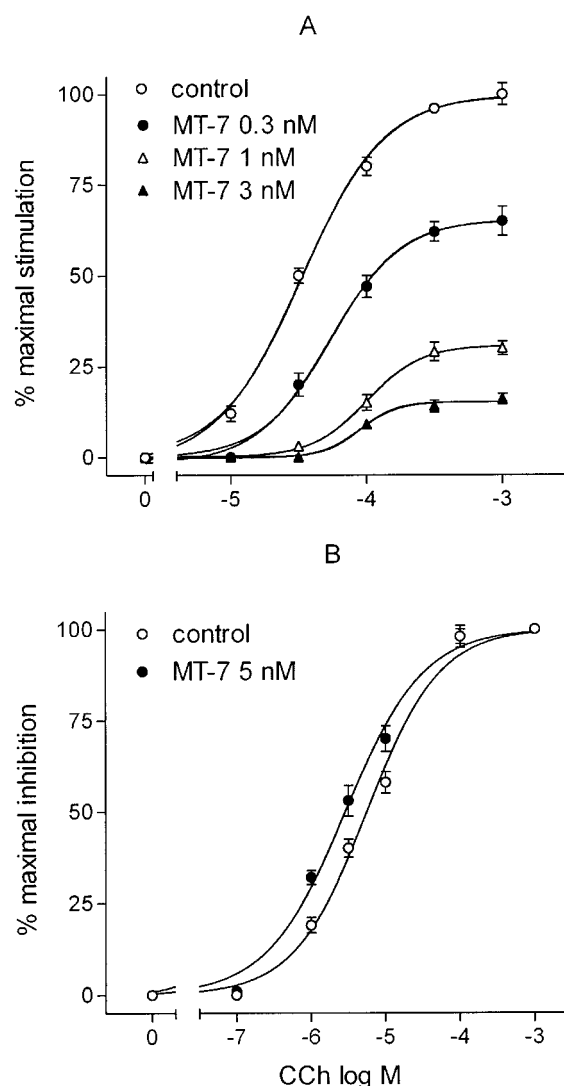 A
% maximal stimulation
100
75
50
25
0
control
MT-7 0.3 nM
MT-7 1 nM
MT-7 3 nM
0
-5
-4
-3
B
% maximal inhibition
100
75
50
25
0
control
MT-7 5 nM
0
-7
-6
-5
-4
-3
CCh log M